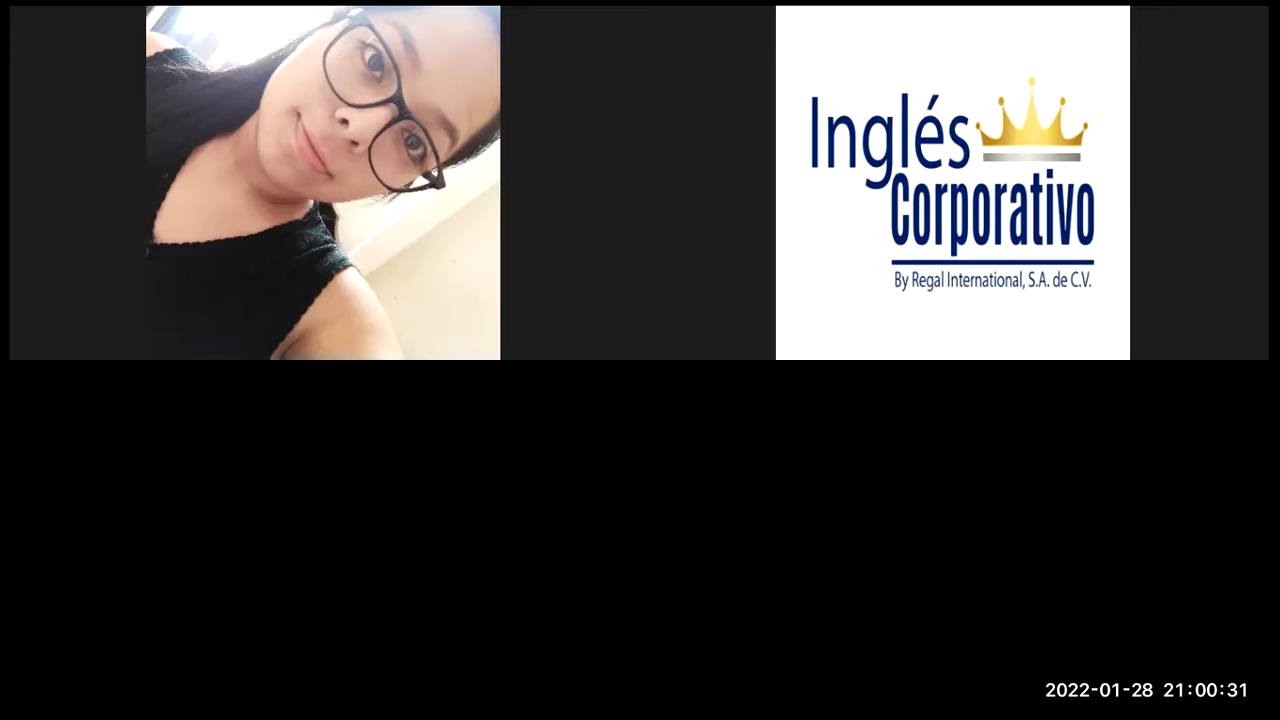 Inglés
Corporativo
By Regal International, S.A. de C.V.
2022-01-28 21:00:31